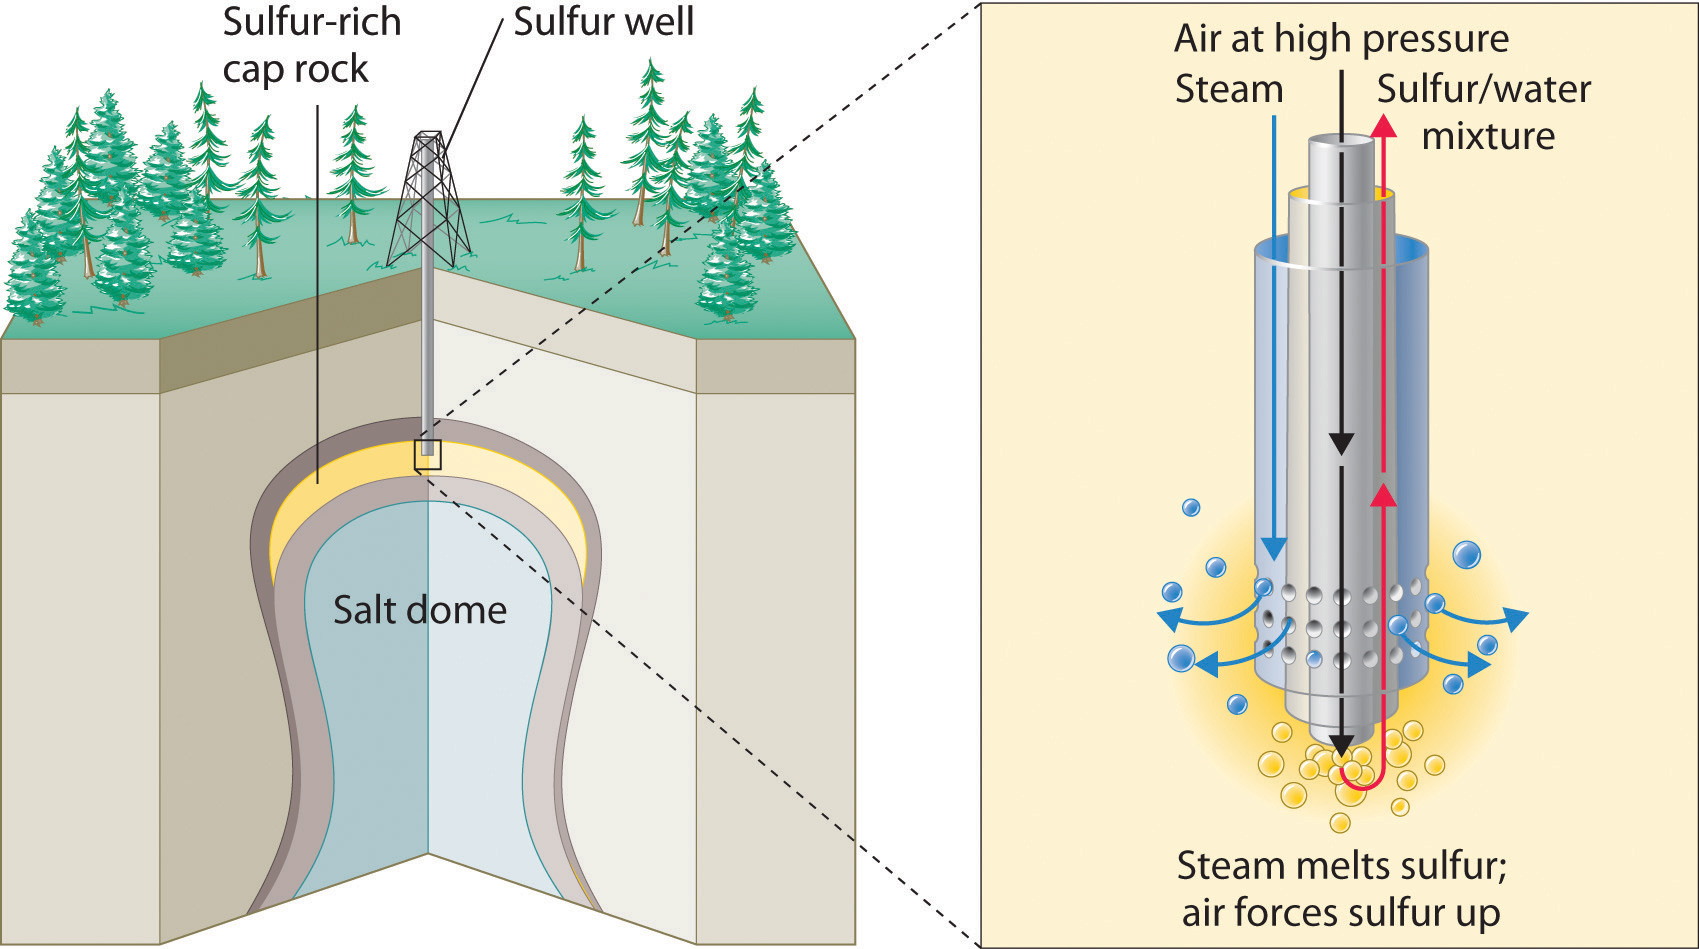 Sulfur-rich
cap rock
Sulfur well
Salt dome
Air at high pressure
Steam
Sulfur/water
mixture
Steam melts sulfur;
air forces sulfur up